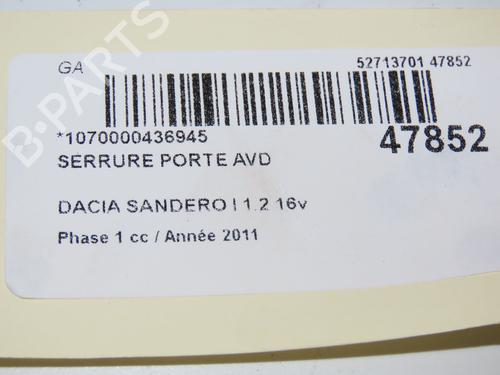 B-PARTS
GA
52713701 47852
*1070000436945
47852
SERRURE PORTE AVD
DACIA SANDERO I 1.2 16v
Phase 1 cc / Année 2011